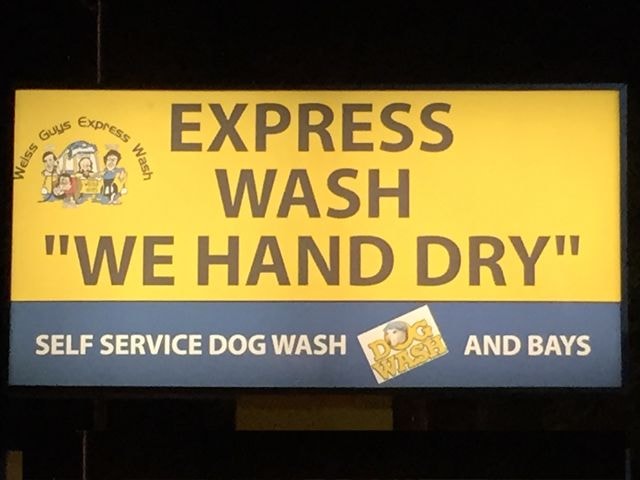 Weiss Guys Express Wash
EXPRESS
WASH
"WE HAND DRY"
SELF SERVICE DOG WASH
DOG
WASH
AND BAYS